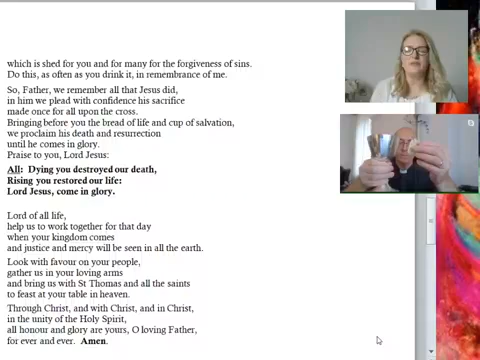 which is shed for you and for many for the forgiveness of sins.
Do this, as often as you drink it, in remembrance of me.
So, Father, we remember all that Jesus did,
in him we plead with confidence his sacrifice
made once for all upon the cross.
Bringing before you the bread of life and cup of salvation,
we proclaim his death and resurrection
until he comes in glory.
Praise to you, Lord Jesus:
All: Dying you destroyed our death,
Rising you restored our life:
Lord Jesus, come in glory.
Lord of all life,
help us to work together for that day
when your kingdom comes
and justice and mercy will be seen in all the earth.
Look with favour on your people,
gather us in your loving arms
and bring us with St Thomas and all the saints
to feast at your table in heaven.
Through Christ, and with Christ, and in Christ,
in the unity of the Holy Spirit,
all honour and glory are yours, O loving Father,
for ever and ever. Amen.